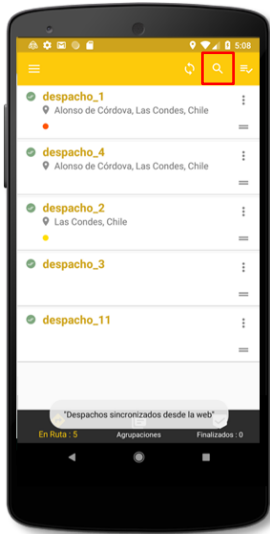 5:08
despacho_1
Alonso de Córdova, Las Condes, Chile
despacho_4
Alonso de Córdova, Las Condes, Chile
despacho_2
Las Condes, Chile
despacho_3
despacho_11
"Despachos sincronizados desde la web"
En Ruta : 5
Agrupaciones
Finalizados : 0